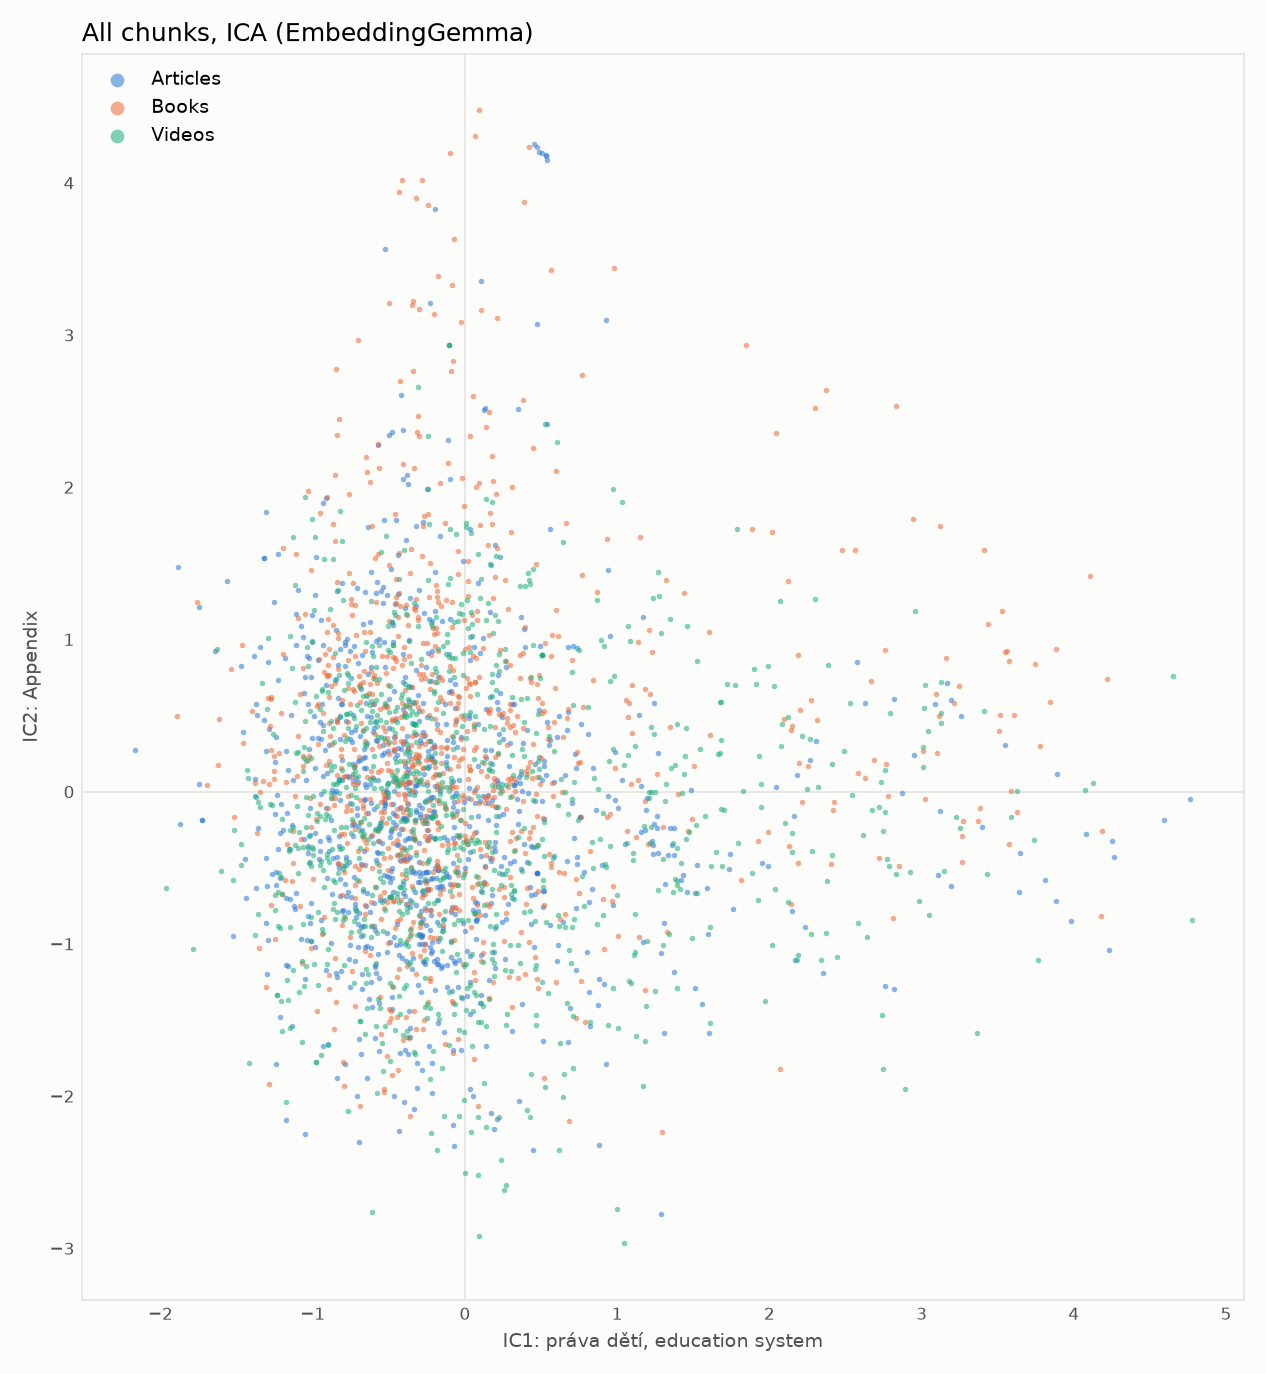 All chunks, ICA (EmbeddingGemma)
Articles
Books
Videos
4
3
2
1
0
−1
−2
−3
IC2: Appendix
−2
−1
0
1
2
3
4
5
IC1: práva dětí, education system